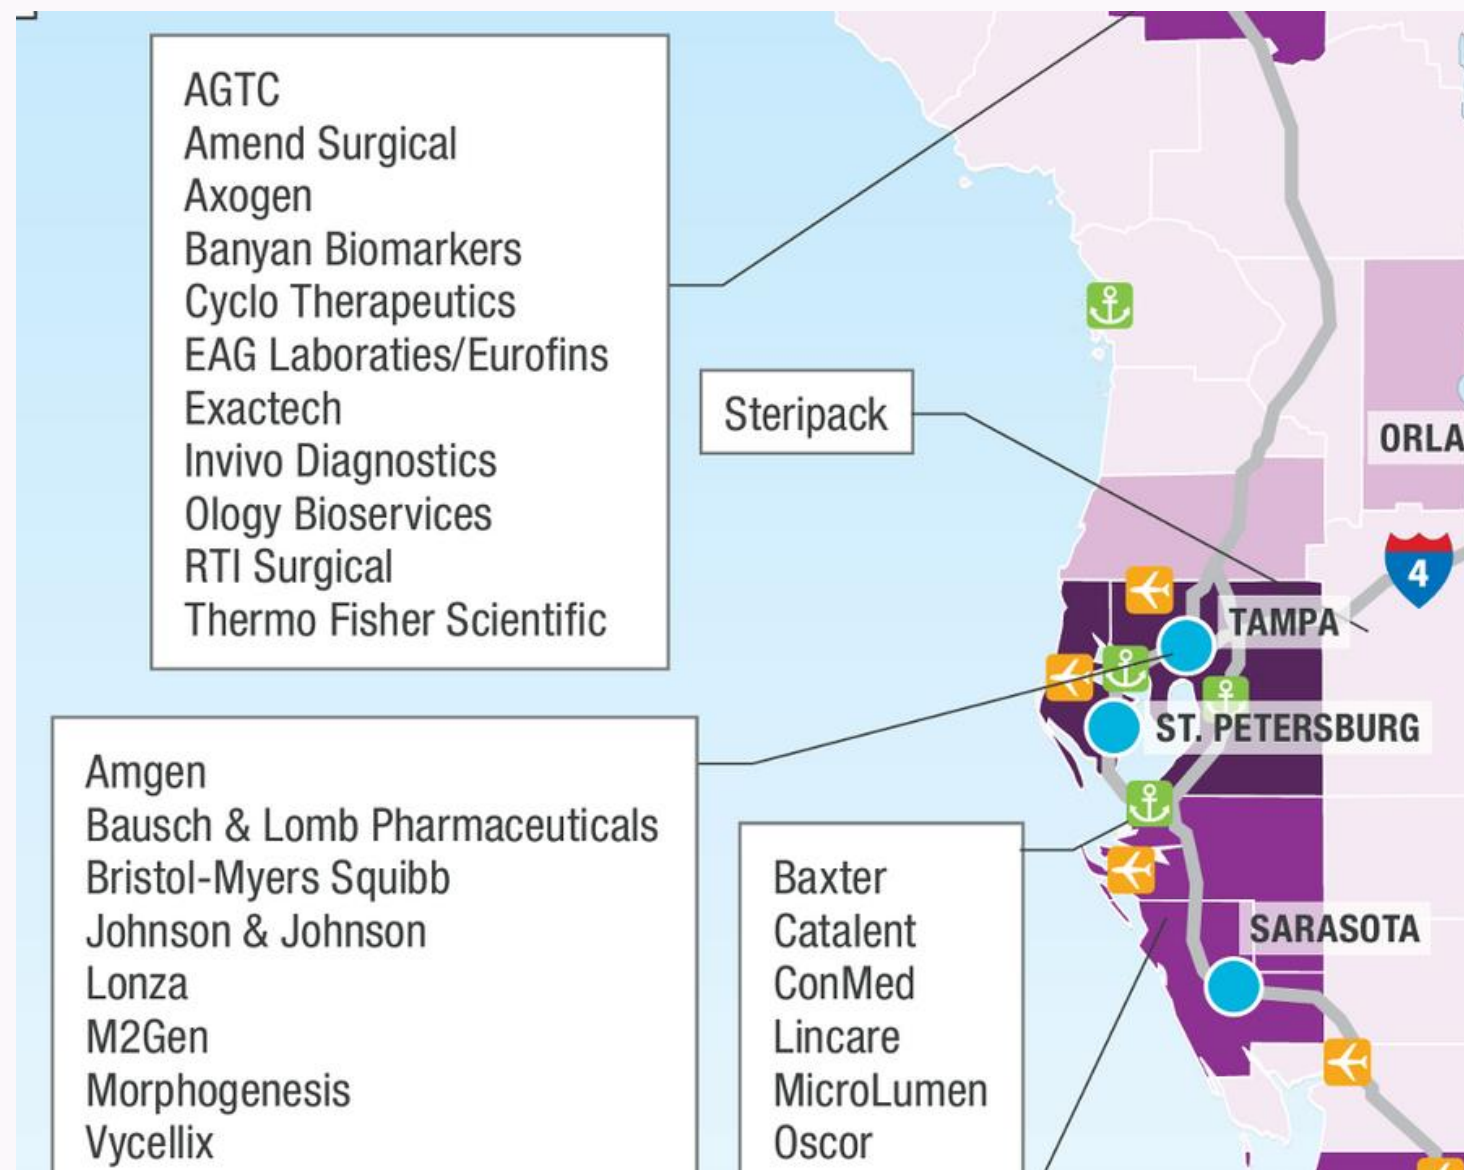 AGTC
Amend Surgical
Axogen
Banyan Biomarkers
Cyclo Therapeutics
EAG Laboraties/Eurofins
Exactech
Invivo Diagnostics
Ology Bioservices
RTI Surgical
Thermo Fisher Scientific
Steripack
ORLA
4
TAMPA
ST. PETERSBURG
SARASOTA
Amgen
Bausch & Lomb Pharmaceuticals
Bristol-Myers Squibb
Johnson & Johnson
Lonza
M2Gen
Morphogenesis
Vycellix
Baxter
Catalent
ConMed
Lincare
MicroLumen
Oscor